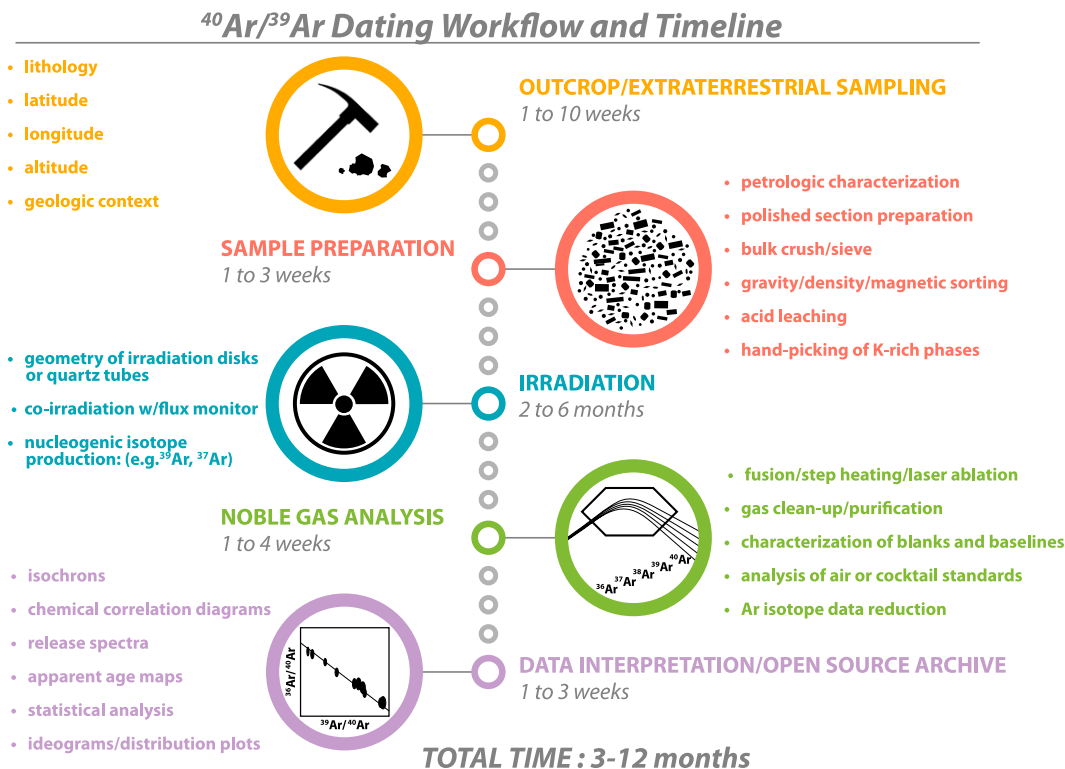 ⁴⁰Ar/³⁹Ar Dating Workflow and Timeline
• lithology
• latitude
• longitude
• altitude
• geologic context
OUTCROP/EXTRATERRESTRIAL SAMPLING
1 to 10 weeks
SAMPLE PREPARATION
1 to 3 weeks
• petrologic characterization
• polished section preparation
• bulk crush/sieve
• gravity/density/magnetic sorting
• acid leaching
• hand-picking of K-rich phases
• geometry of irradiation disks
or quartz tubes
• co-irradiation w/flux monitor
• nucleogenic isotope
production: (e.g.³⁹Ar, ³⁷Ar)
IRRADIATION
2 to 6 months
NOBLE GAS ANALYSIS
1 to 4 weeks
³⁶Ar ³⁷Ar ³⁸Ar ³⁹Ar ⁴⁰Ar
• fusion/step heating/laser ablation
• gas clean-up/purification
• characterization of blanks and baselines
• analysis of air or cocktail standards
• Ar isotope data reduction
• isochrons
• chemical correlation diagrams
• release spectra
• apparent age maps
• statistical analysis
• ideograms/distribution plots
³⁶Ar/⁴⁰Ar
³⁹Ar/⁴⁰Ar
DATA INTERPRETATION/OPEN SOURCE ARCHIVE
1 to 3 weeks
TOTAL TIME : 3-12 months